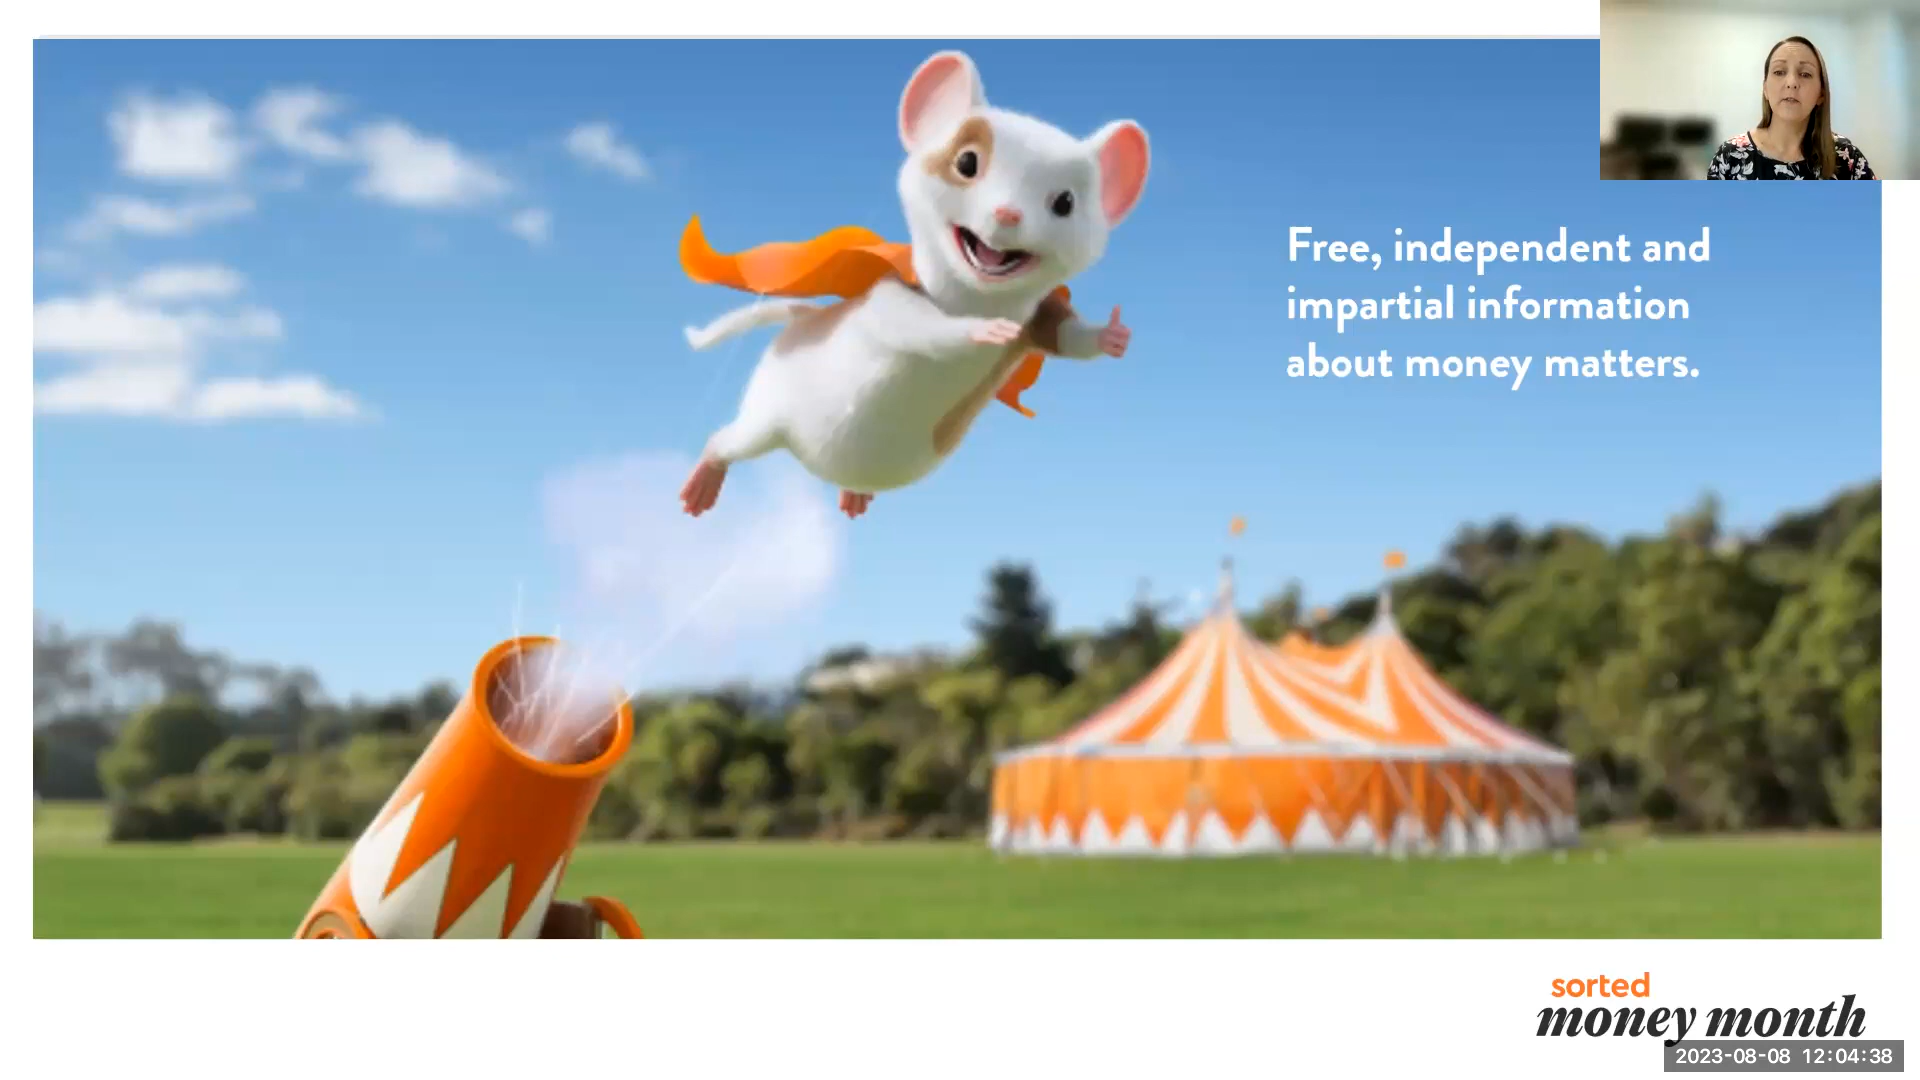 Free, independent and
impartial information
about money matters.
sorted
money month
2023-08-08 12:04:38